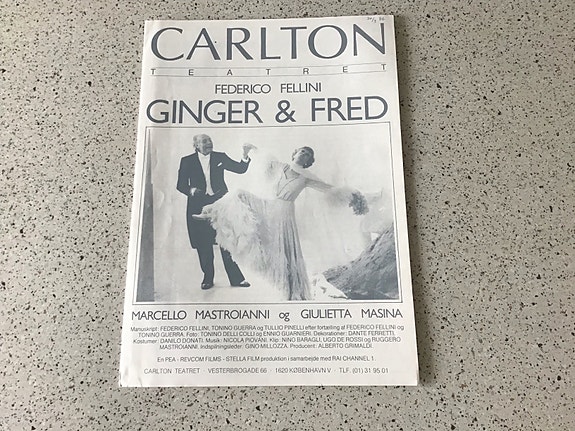 CARLTON
TEATRET
FEDERICO FELLINI
GINGER & FRED
MARCELLO MASTROIANNI og GIULIETTA MASINA
Manuskript: FEDERICO FELLINI, TONINO GUERRA og TULLIO PINELLI efter fortælling af FEDERICO FELLINI og
TONINO GUERRA. Foto: TONINO DELLI COLLI og ENNIO GUARNIERI. Dekorationer: DANTE FERRETTI.
Kostumer: DANILO DONATI. Musik: NICOLA PIOVANI. Klip: NINO BARAGLI, UGO DE ROSSI og RUGGERO
MASTROIANNI. Indspilningsleder: GINO MILLOZZA. Producent: ALBERTO GRIMALDI.
En PEA - REVCOM FILMS - STELLA FILM produktion i samarbejde med RAI CHANNEL 1
CARLTON TEATRET · VESTERBROGADE 66 · 1620 KØBENHAVN V · TLF. (01) 31 95 01